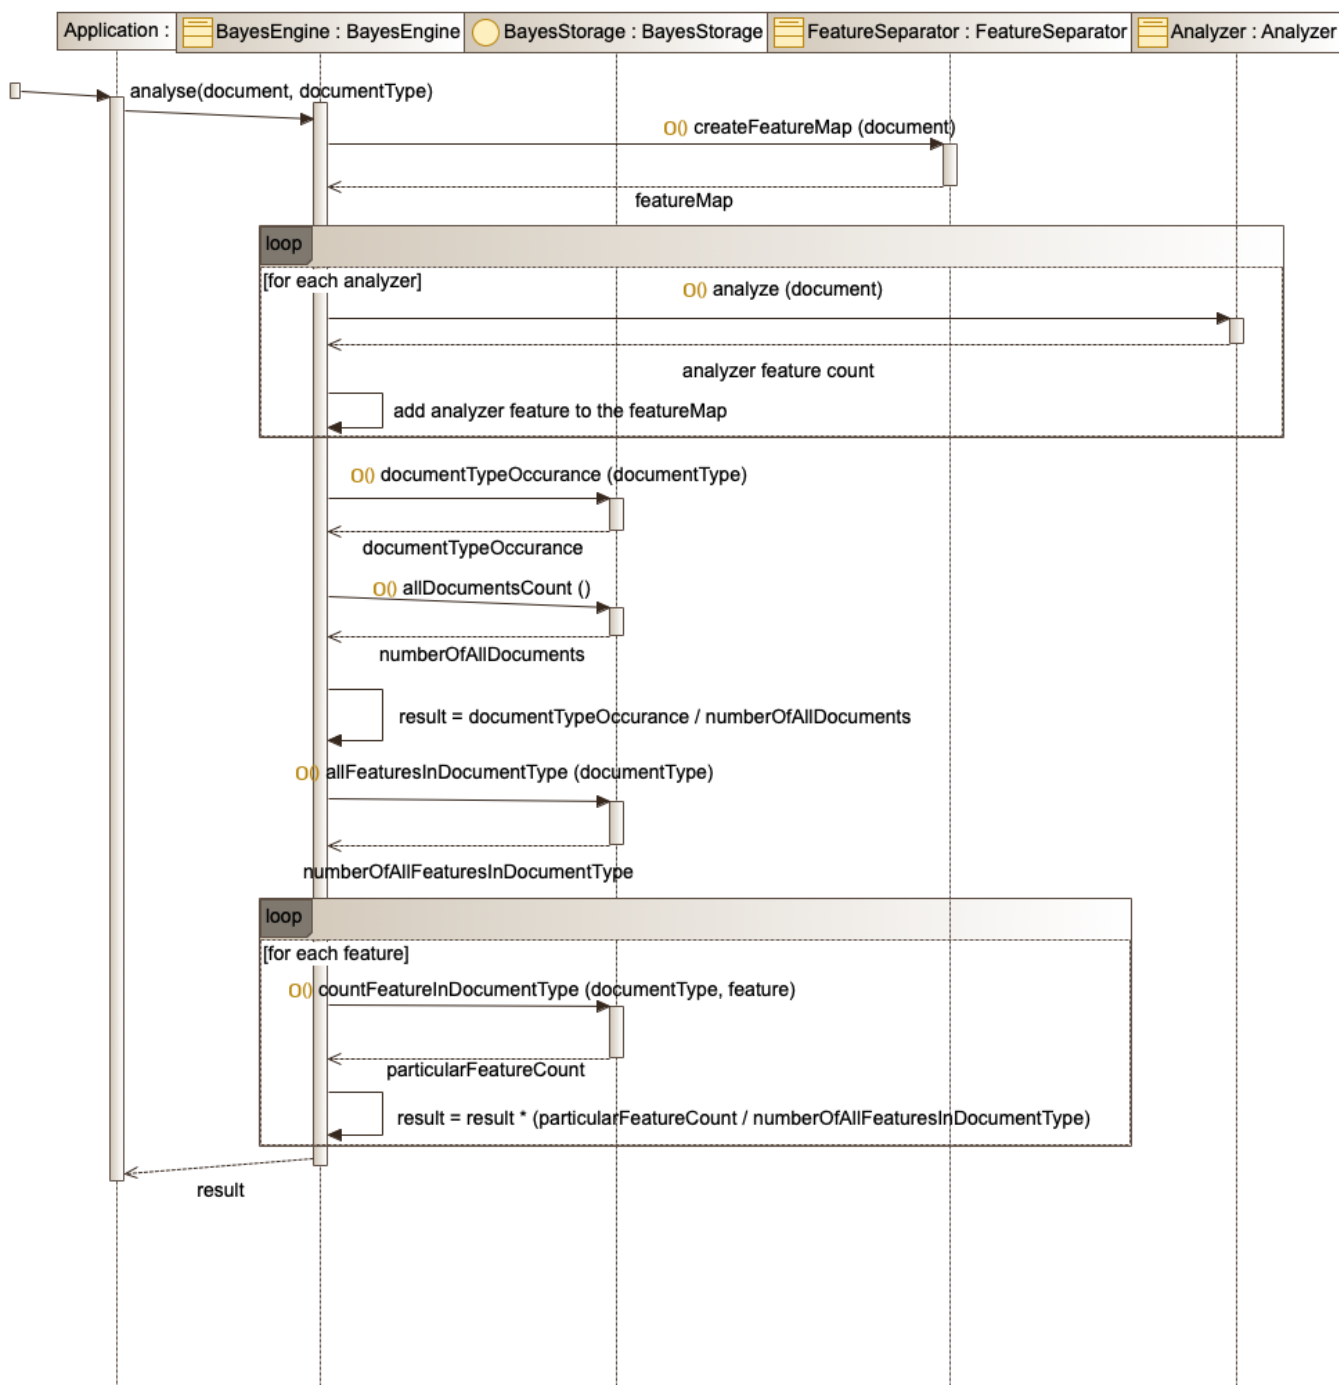 Application :
BayesEngine : BayesEngine
BayesStorage : BayesStorage
FeatureSeparator : FeatureSeparator
Analyzer : Analyzer
analyse(document, documentType)
O() createFeatureMap (document)
featureMap
loop
[for each analyzer]
O() analyze (document)
analyzer feature count
add analyzer feature to the featureMap
O() documentTypeOccurance (documentType)
documentTypeOccurance
O() allDocumentsCount ()
numberOfAllDocuments
result = documentTypeOccurance / numberOfAllDocuments
O() allFeaturesInDocumentType (documentType)
numberOfAllFeaturesInDocumentType
loop
[for each feature]
O() countFeatureInDocumentType (documentType, feature)
particularFeatureCount
result = result * (particularFeatureCount / numberOfAllFeaturesInDocumentType)
result